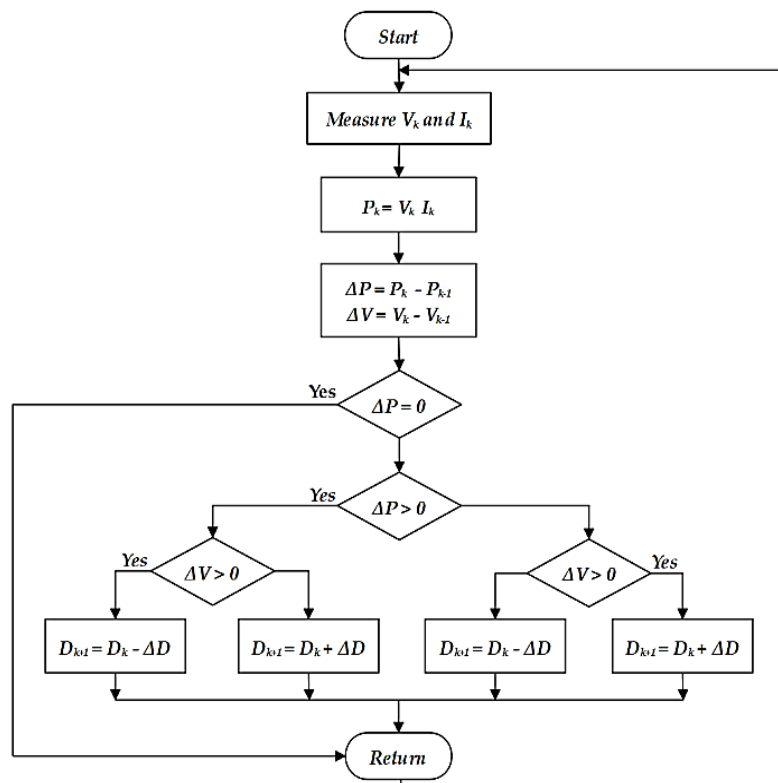 Start
Measure Vₖ and Iₖ
Pₖ = Vₖ Iₖ
ΔP = Pₖ - Pₖ₋₁
ΔV = Vₖ - Vₖ₋₁
Yes
ΔP = 0
Yes
ΔP > 0
Yes
ΔV > 0
ΔV > 0
Yes
Dₖ₊₁ = Dₖ - ΔD
Dₖ₊₁ = Dₖ + ΔD
Dₖ₊₁ = Dₖ - ΔD
Dₖ₊₁ = Dₖ + ΔD
Return